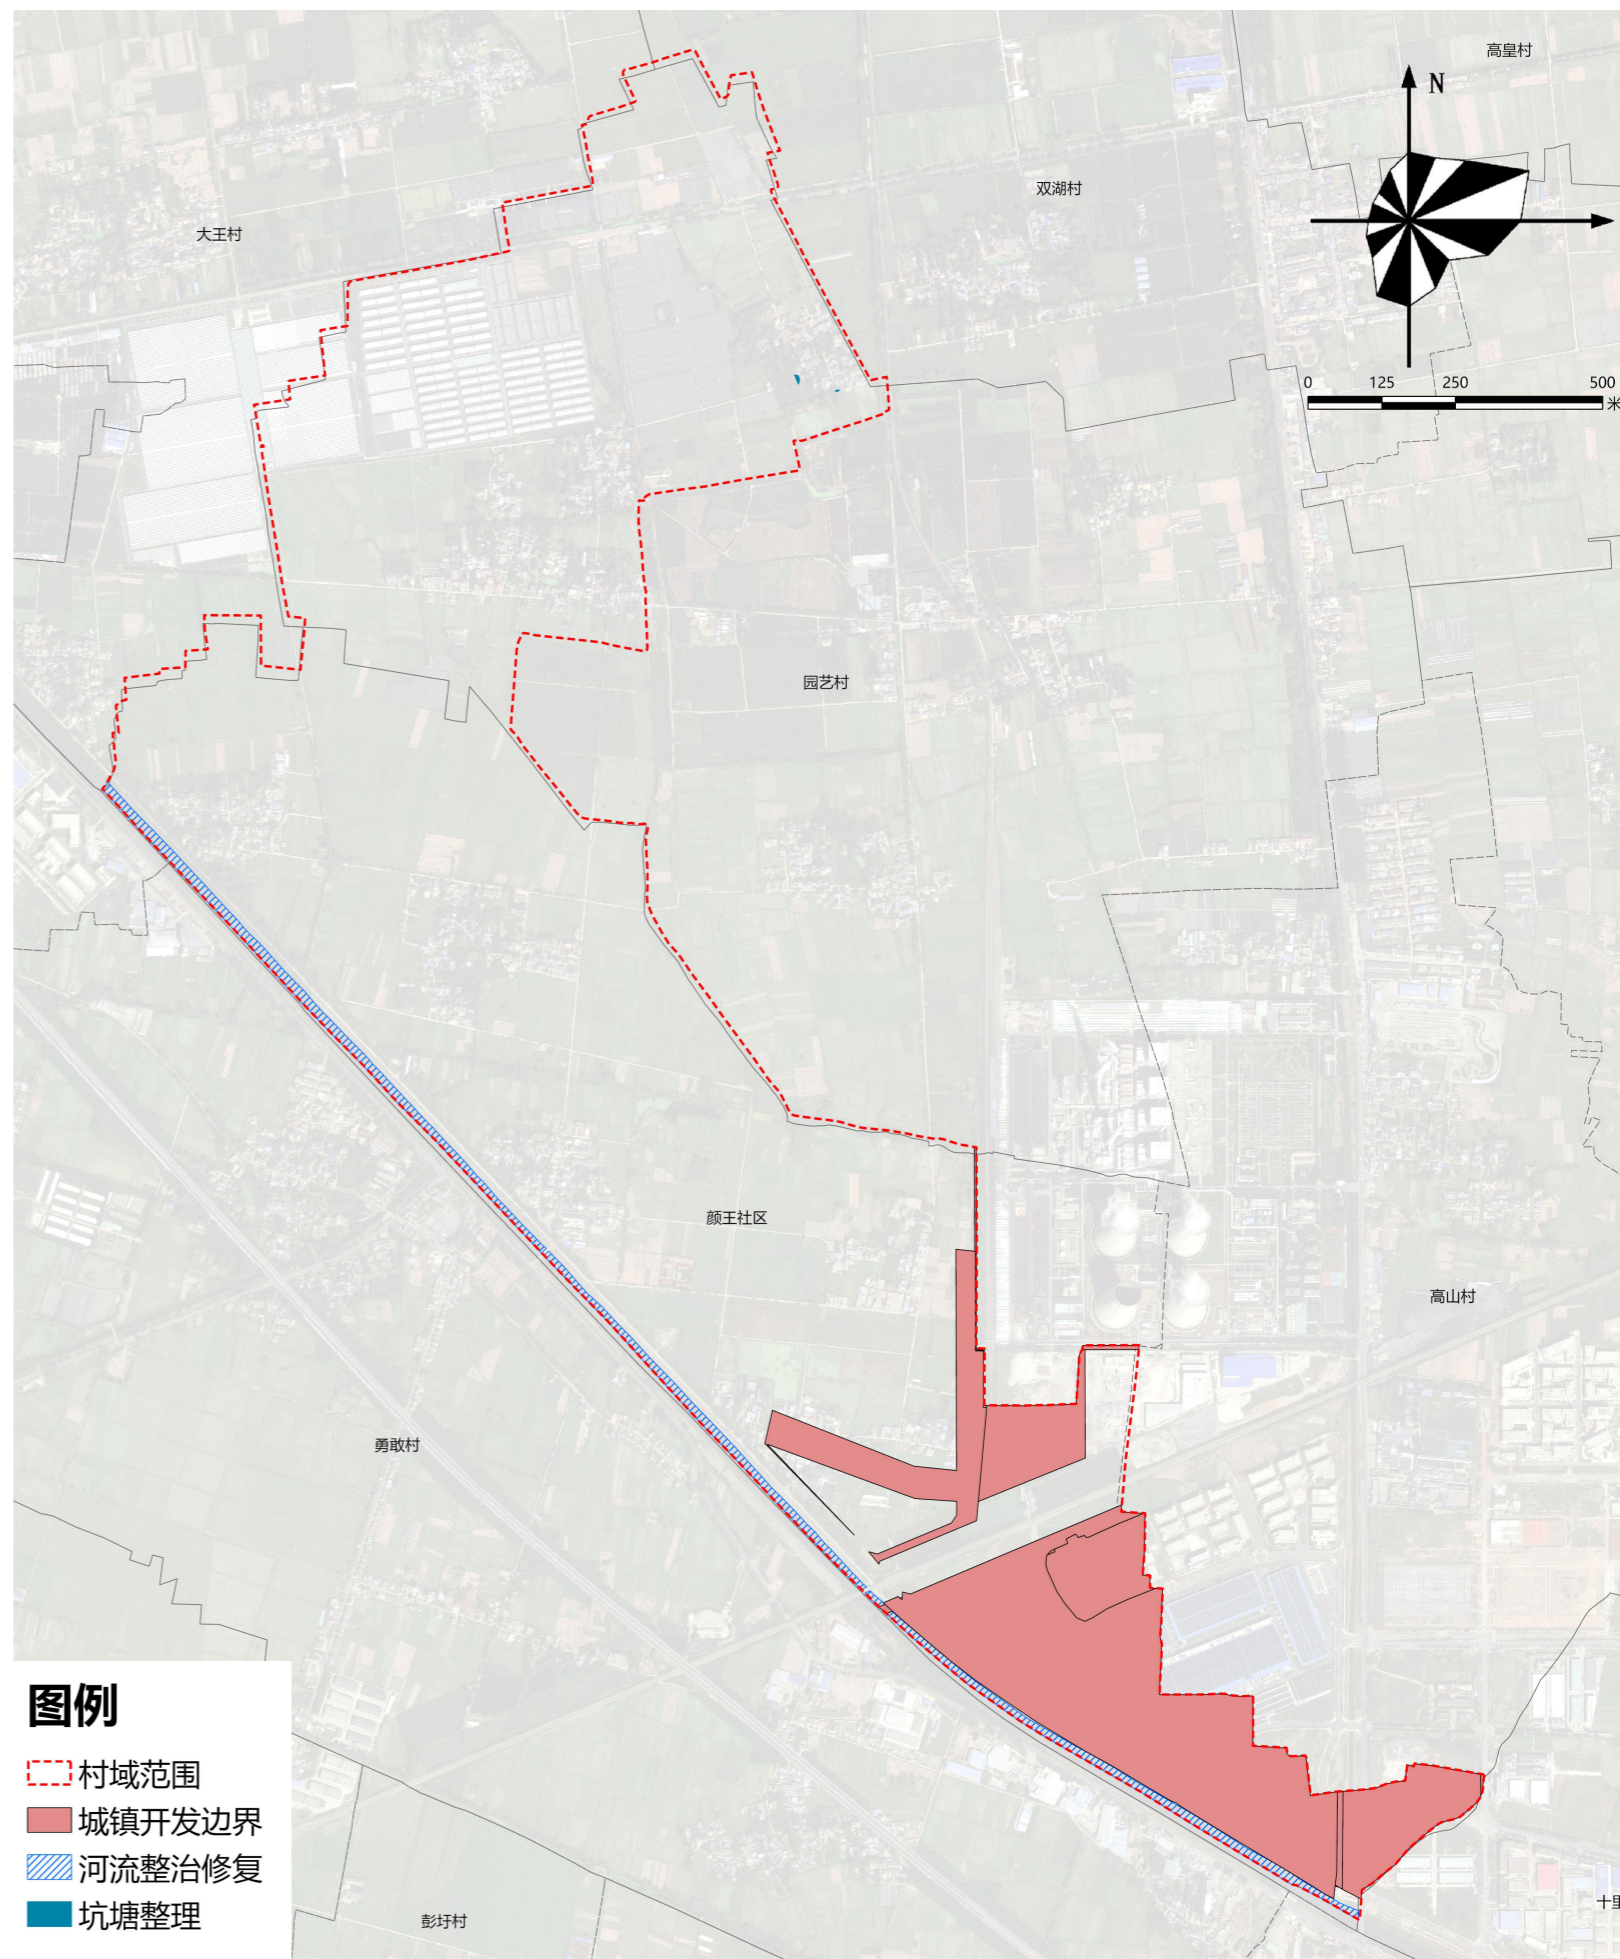 高皇村
N
双湖村
大王村
0 125 250 500
米
园艺村
颜王社区
高山村
勇敢村
图例
村域范围
城镇开发边界
河流整治修复
坑塘整理
彭圩村
十里